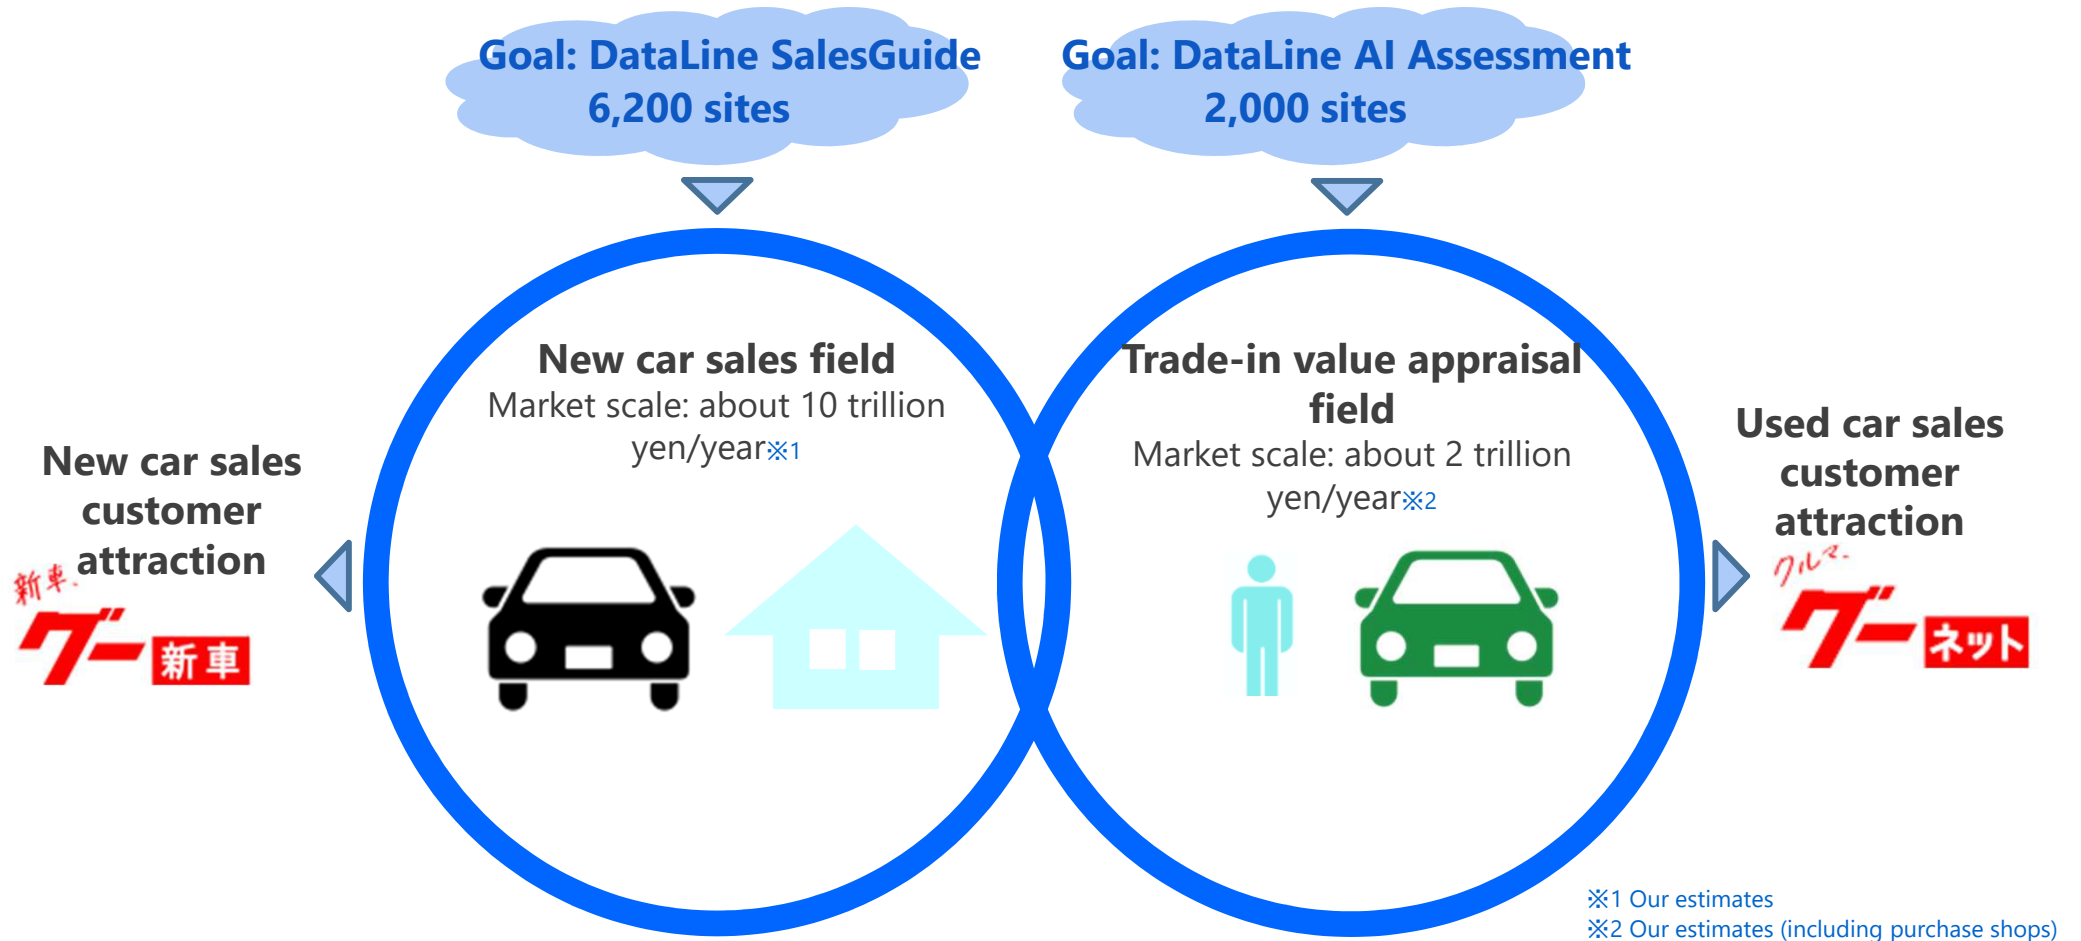 Goal: DataLine SalesGuide
6,200 sites
Goal: DataLine AI Assessment
2,000 sites
New car sales field
Market scale: about 10 trillion
yen/year※1
Trade-in value appraisal
field
Market scale: about 2 trillion
yen/year※2
New car sales
customer
attraction
新車、
グー新車
Used car sales
customer
attraction
クルマ、
グーネット
※1 Our estimates
※2 Our estimates (including purchase shops)